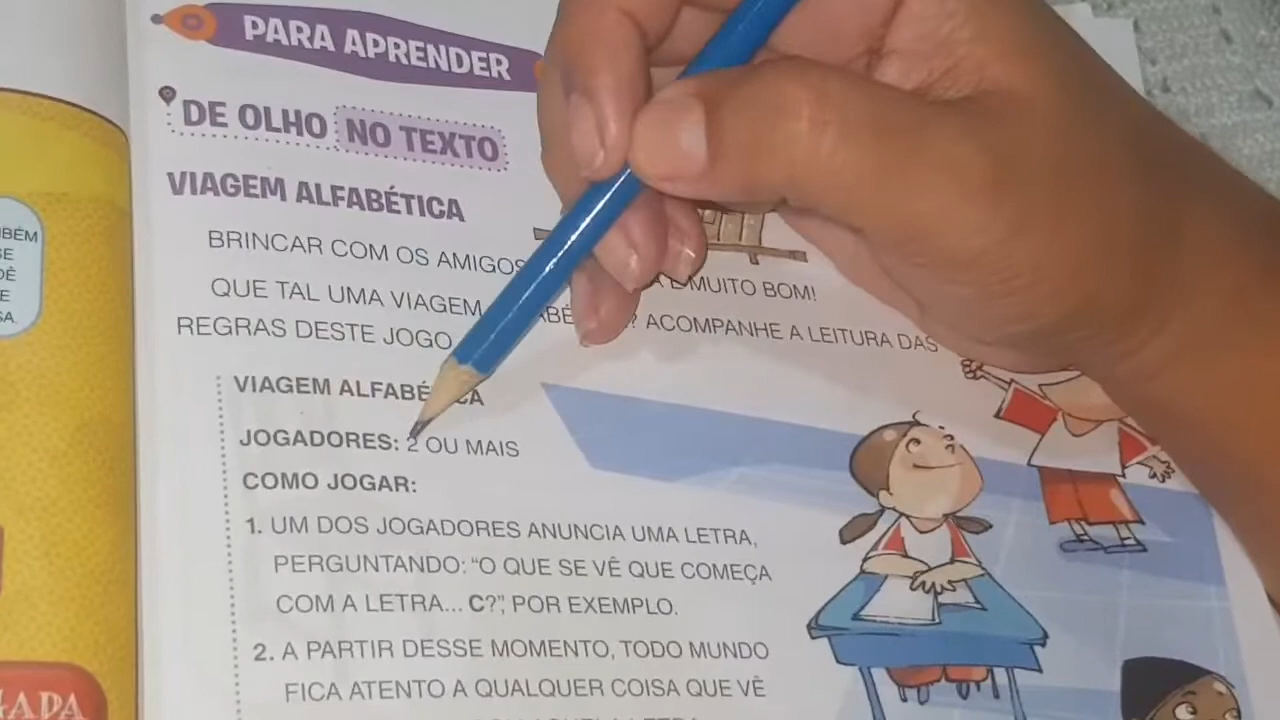 PARA APRENDER
DE OLHO NO TEXTO
VIAGEM ALFABÉTICA
BRINCAR COM OS AMIGOS É MUITO BOM!
QUE TAL UMA VIAGEM ? ACOMPANHE A LEITURA DAS
REGRAS DESTE JOGO
VIAGEM ALFABÉTICA
JOGADORES: 2 OU MAIS
COMO JOGAR:
1. UM DOS JOGADORES ANUNCIA UMA LETRA,
PERGUNTANDO: “O QUE SE VÊ QUE COMEÇA
COM A LETRA... C?”, POR EXEMPLO.
2. A PARTIR DESSE MOMENTO, TODO MUNDO
FICA ATENTO A QUALQUER COISA QUE VÊ